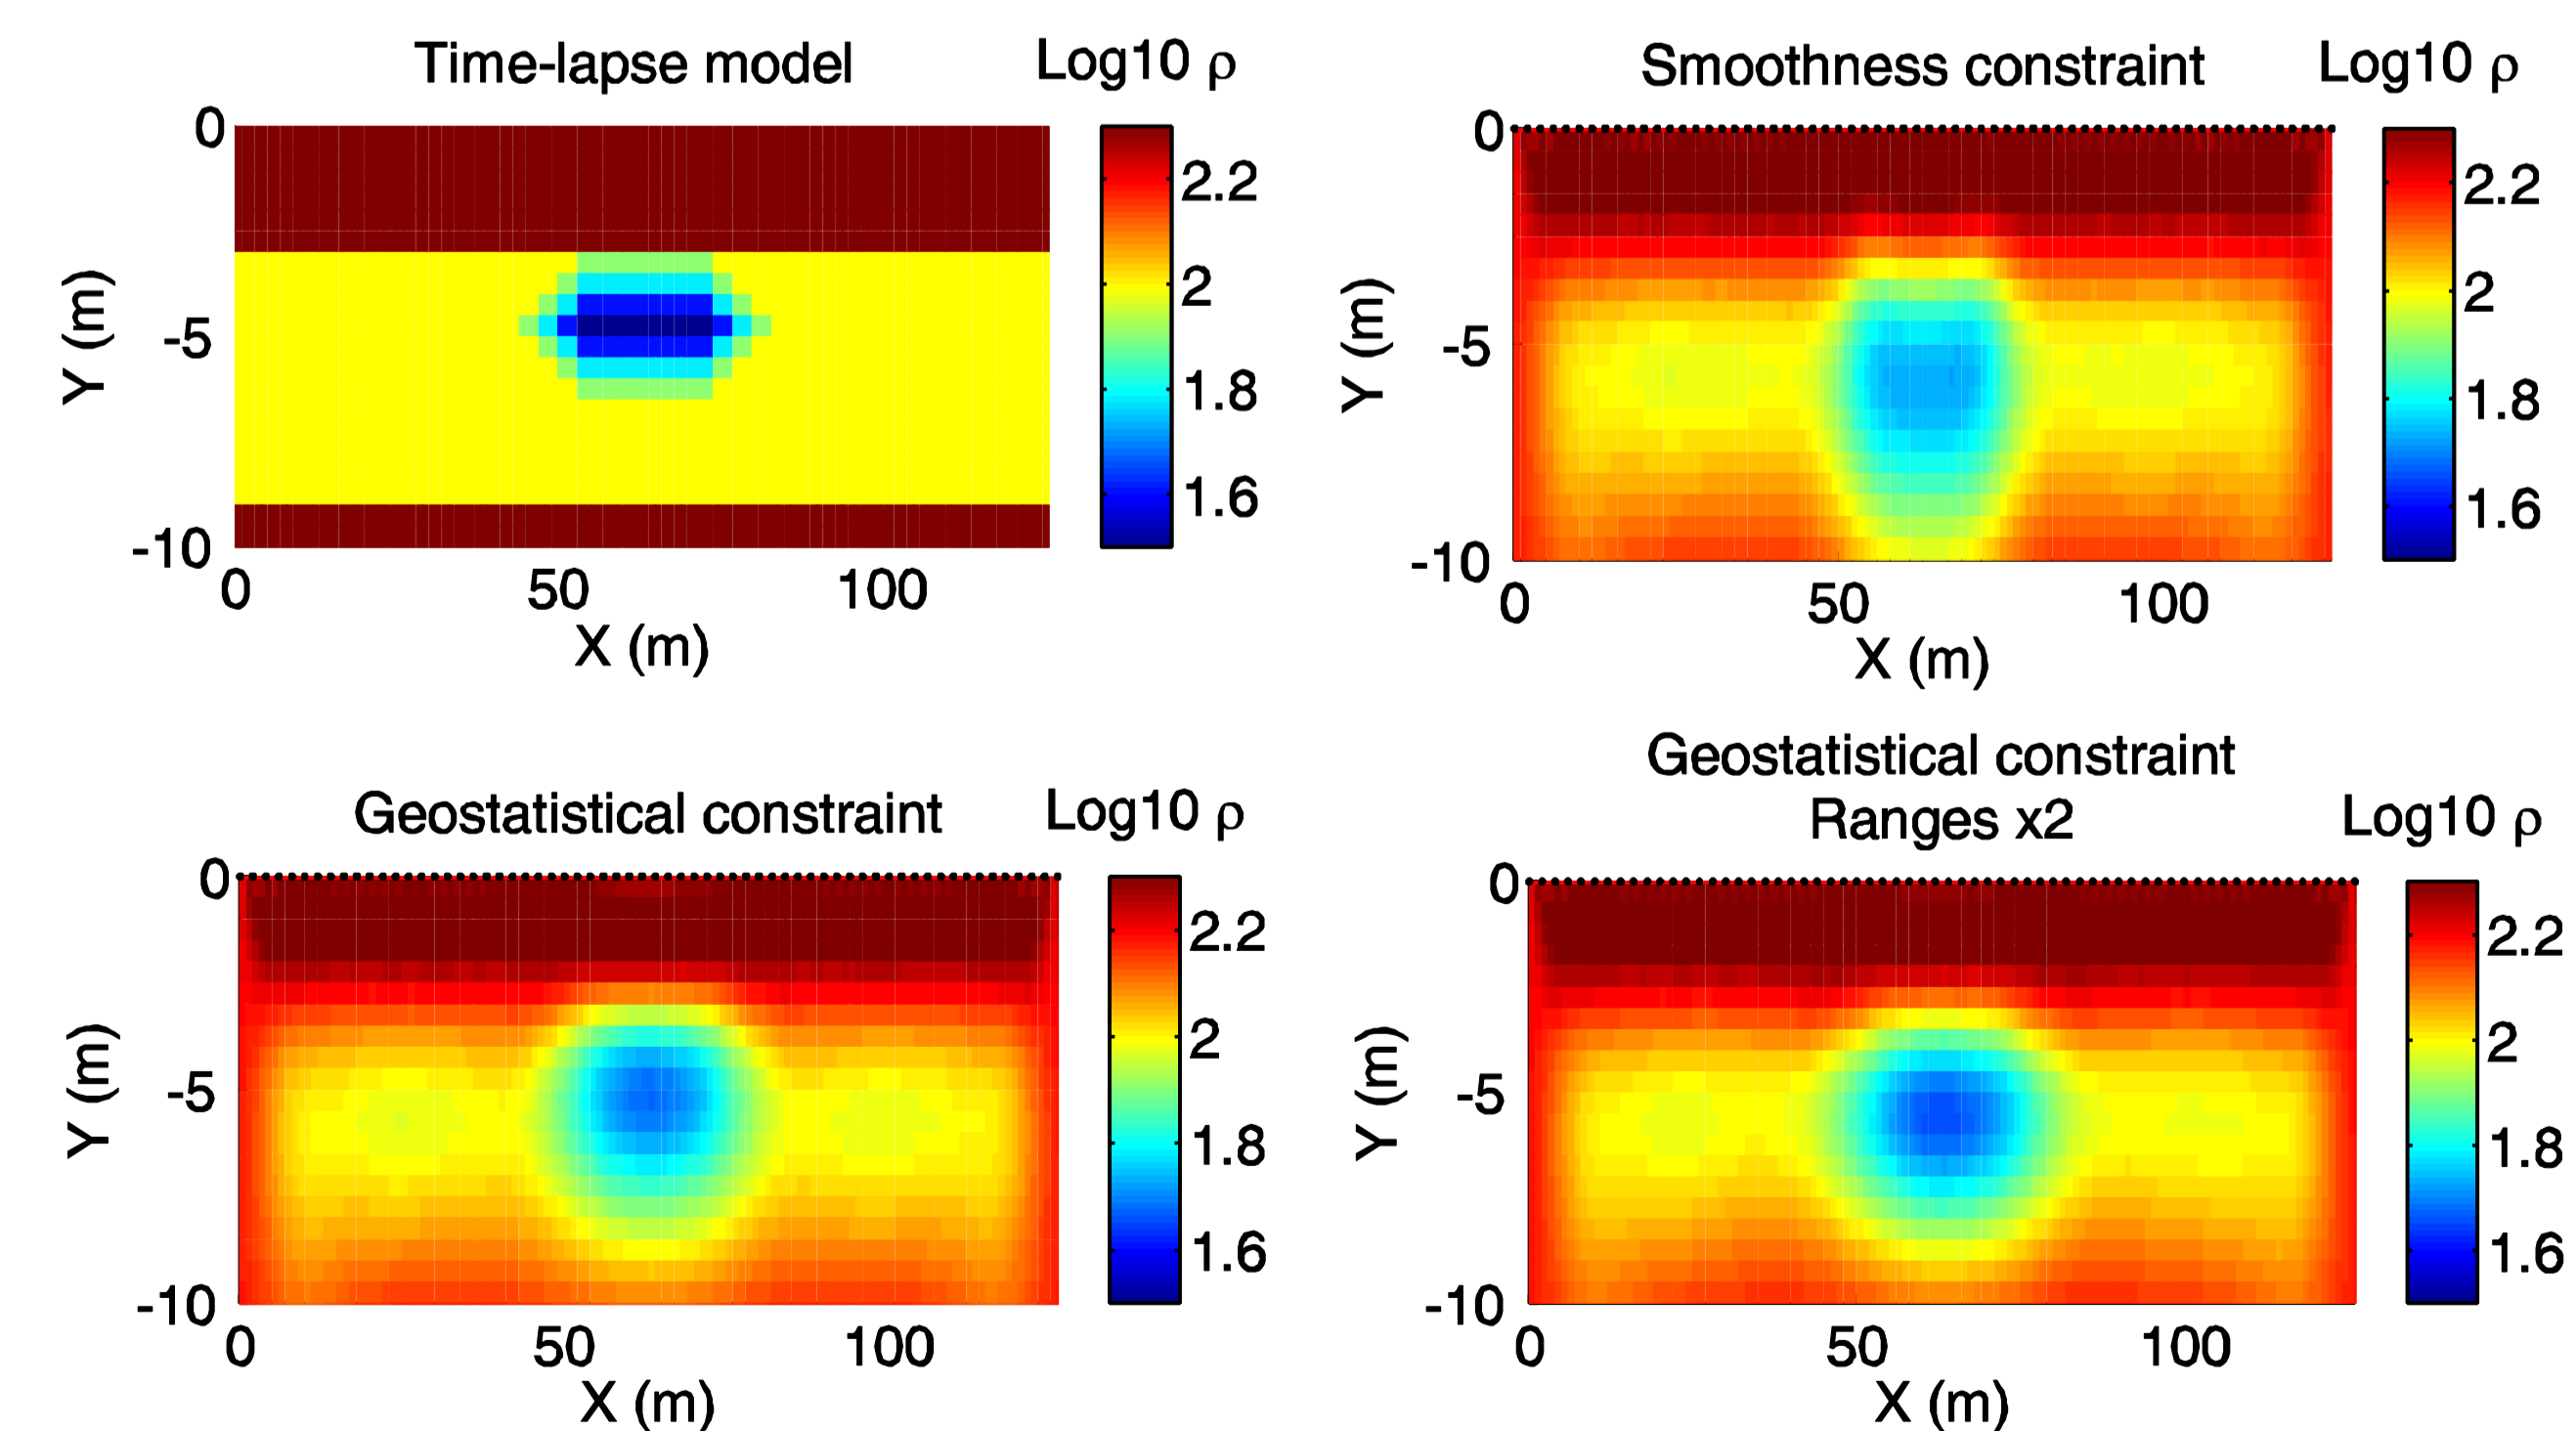 Time-lapse model
Log10 ρ
0
-5
-10
Y (m)
0 50 100
X (m)
2.2
2
1.8
1.6
Smoothness constraint
Log10 ρ
0
-5
-10
Y (m)
0 50 100
X (m)
2.2
2
1.8
1.6
Geostatistical constraint
Log10 ρ
0
-5
-10
Y (m)
0 50 100
X (m)
2.2
2
1.8
1.6
Geostatistical constraint
Ranges x2
Log10 ρ
0
-5
-10
Y (m)
0 50 100
X (m)
2.2
2
1.8
1.6